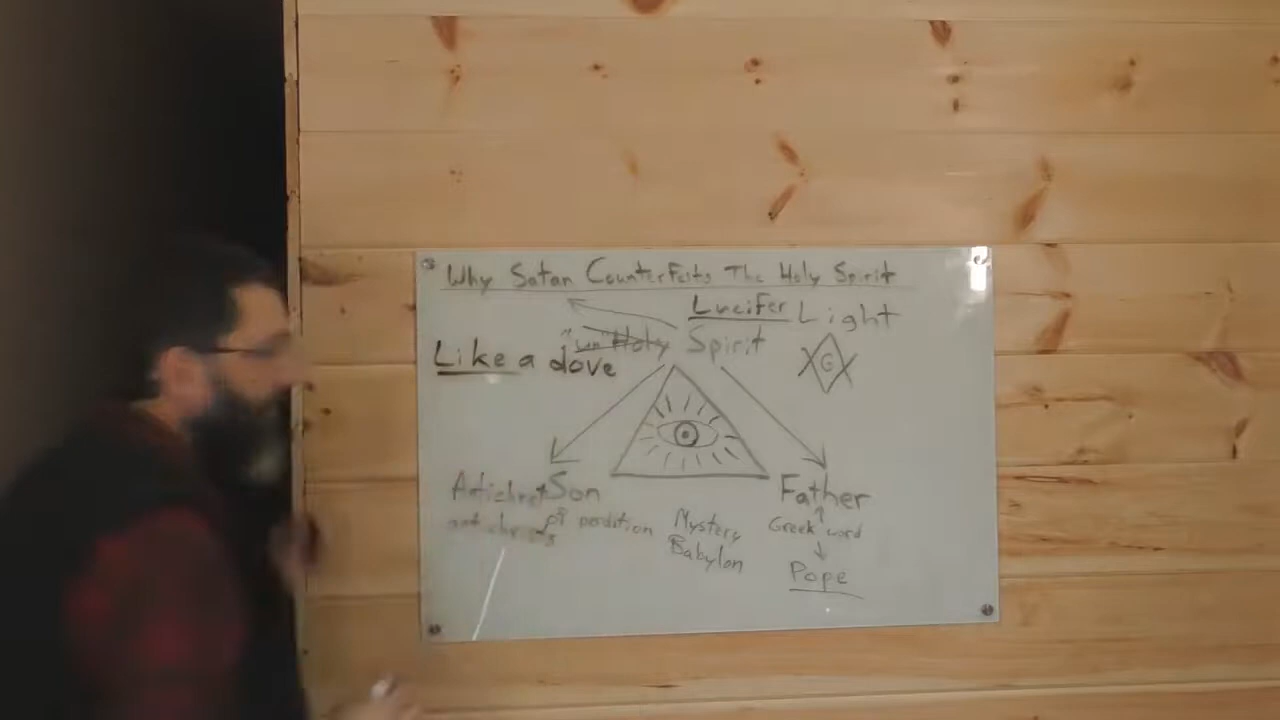 Why Satan Counterfests The Holy Spirit
Lucifer Light
Spirit
Like a dove
Holy
G
Antichrist Son
of perdition
Father
Greek word
Pope
Mystery
Babylon